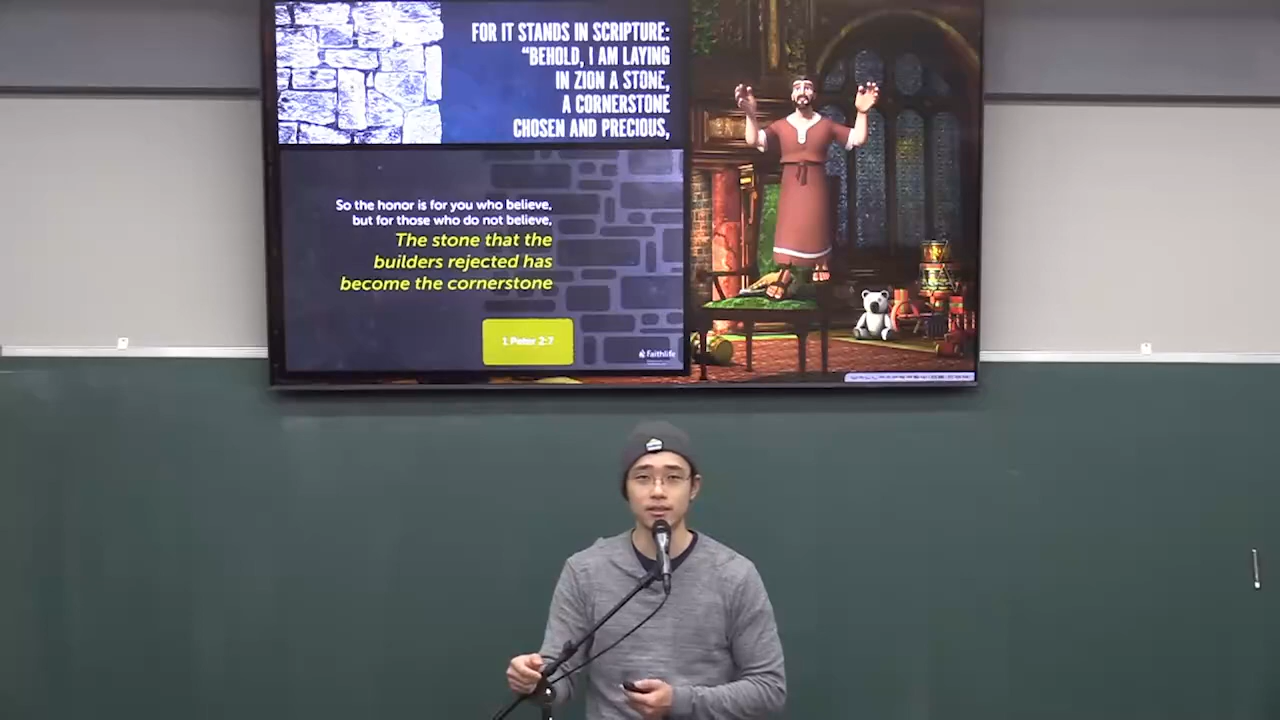 FOR IT STANDS IN SCRIPTURE:
“BEHOLD, I AM LAYING
IN ZION A STONE,
A CORNERSTONE
CHOSEN AND PRECIOUS,
So the honor is for you who believe,
but for those who do not believe,
The stone that the
builders rejected has
become the cornerstone
1 Peter 2:7
Faithlife